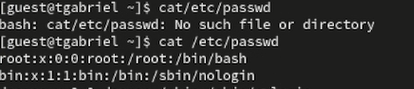 [guest@tgabriel ~]$ cat/etc/passwd
bash: cat/etc/passwd: No such file or directory
[guest@tgabriel ~]$ cat /etc/passwd
root:x:0:0:root:/root:/bin/bash
bin:x:1:1:bin:/bin:/sbin/nologin